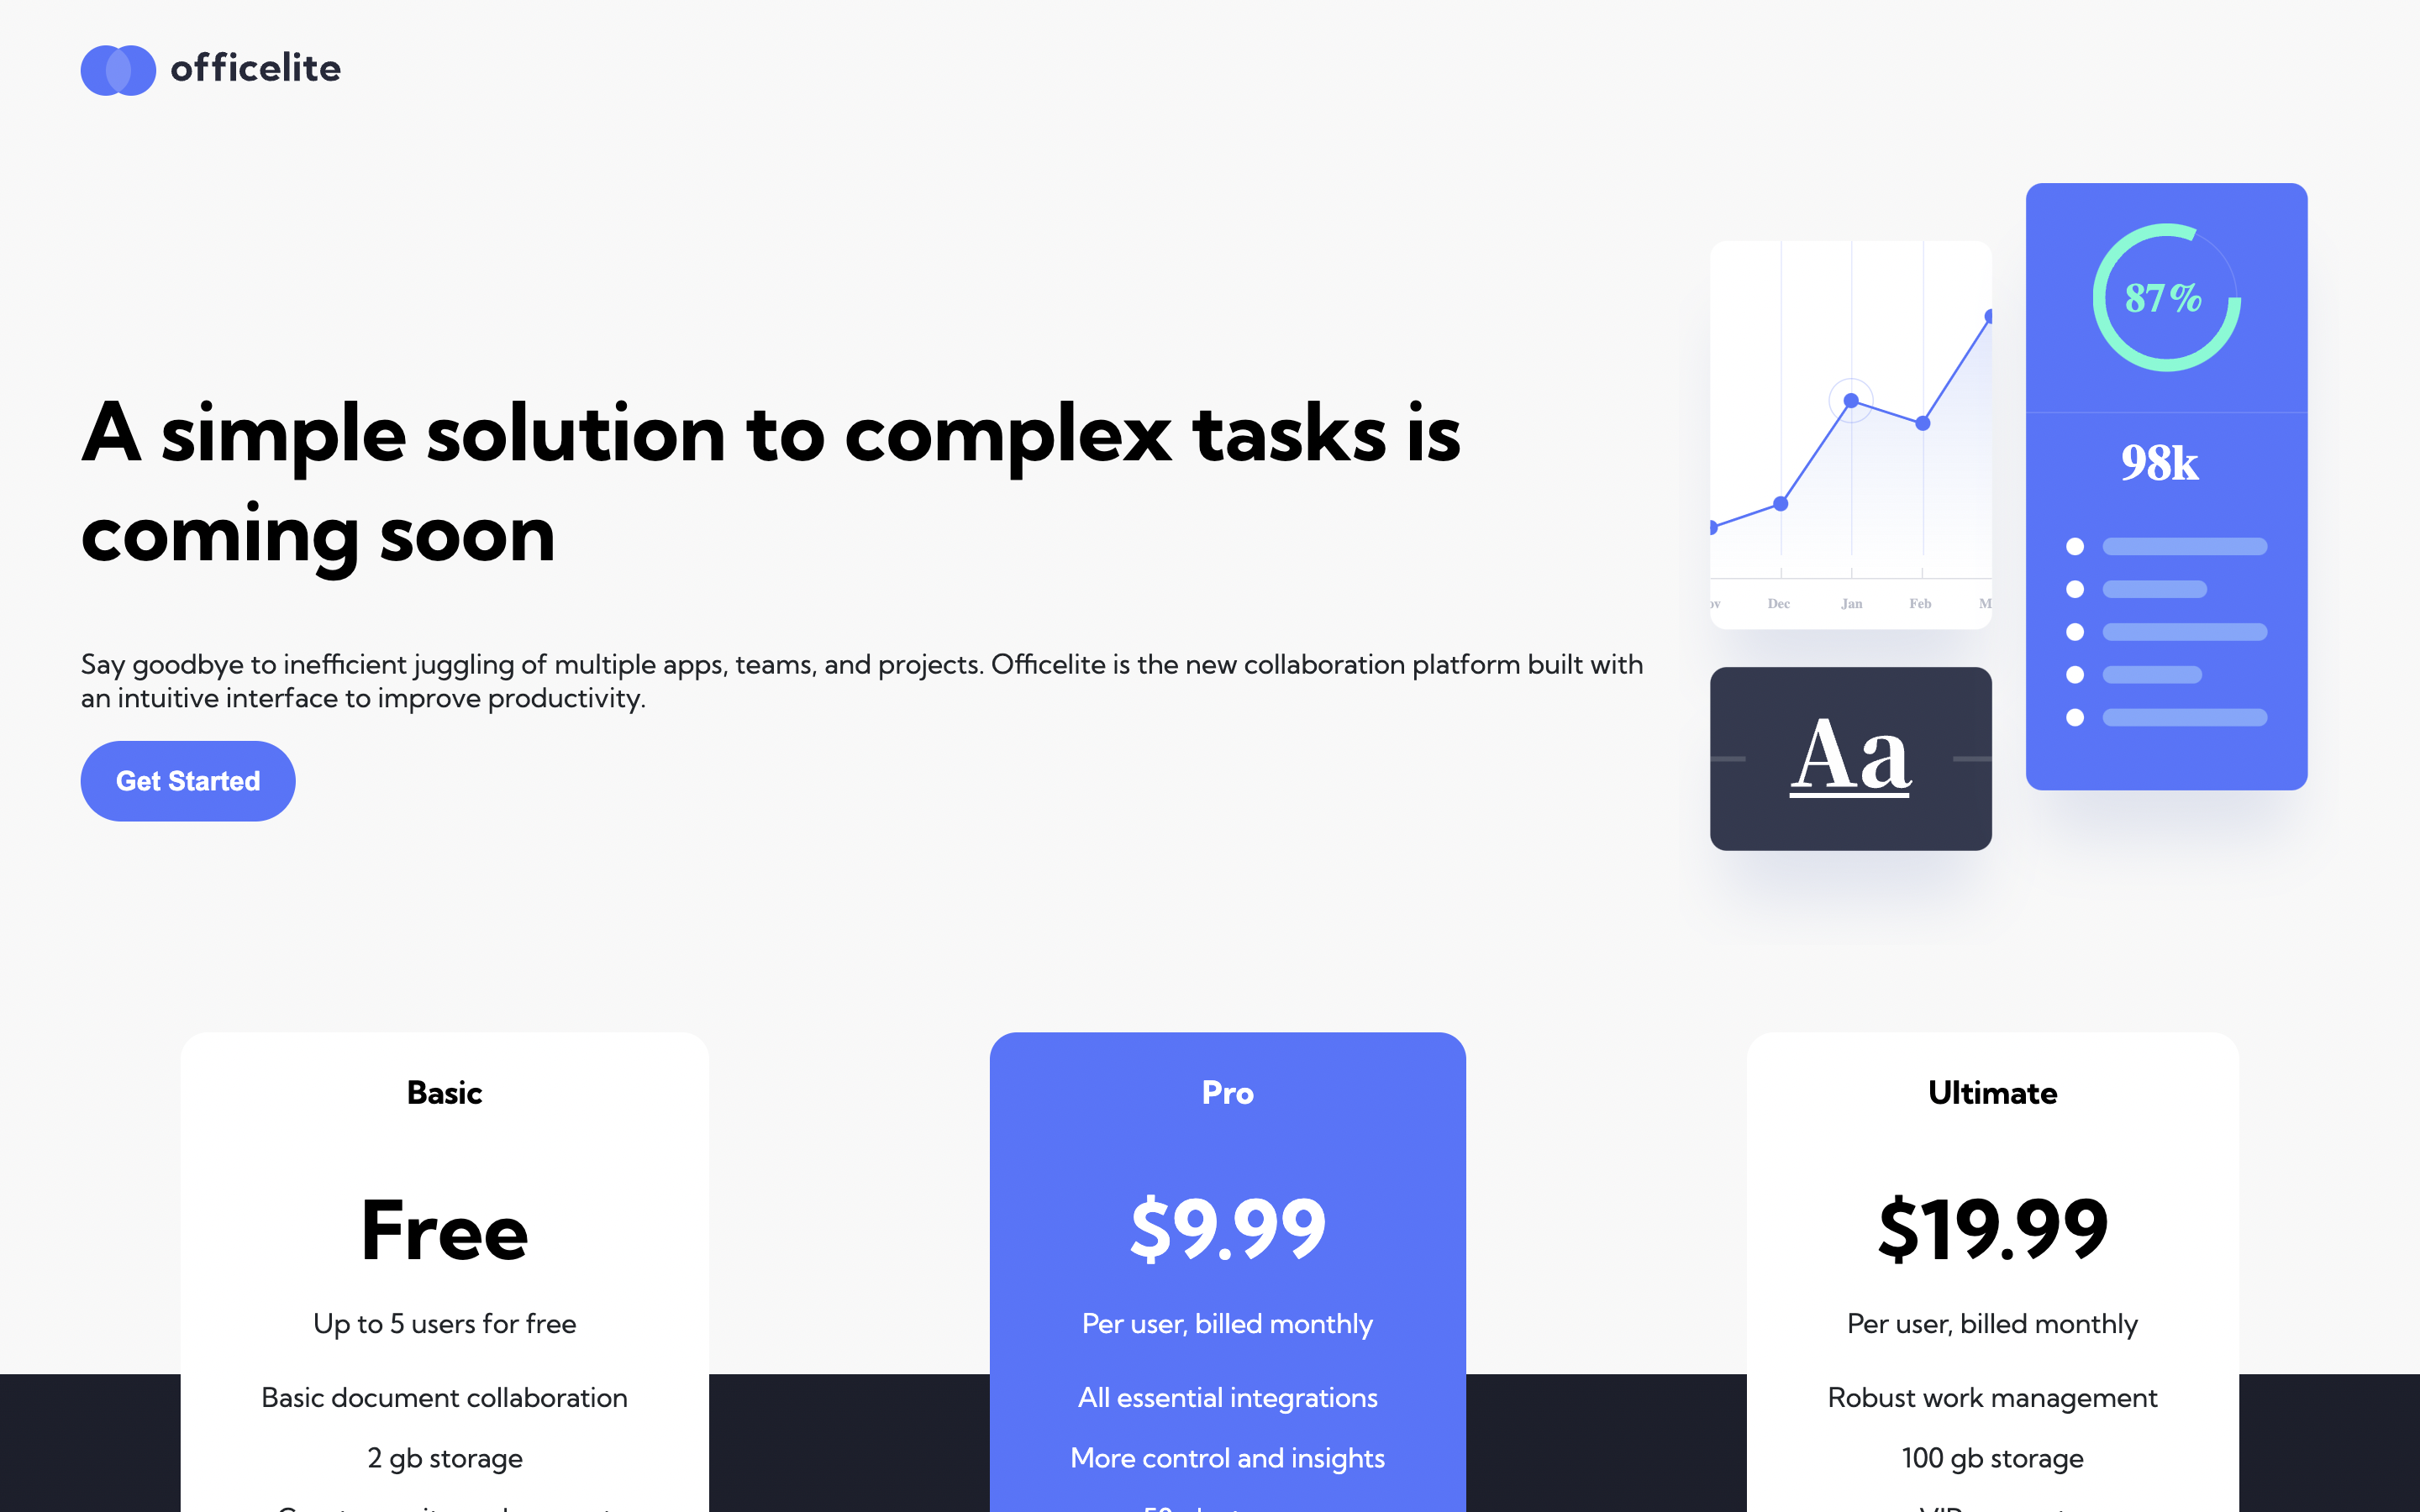 officelite
A simple solution to complex tasks is
coming soon
Say goodbye to inefficient juggling of multiple apps, teams, and projects. Officelite is the new collaboration platform built with
an intuitive interface to improve productivity.
Get Started
Dec Jan Feb
Aa
87%
98k
Basic
Free
Up to 5 users for free
Basic document collaboration
2 gb storage
Pro
$9.99
Per user, billed monthly
All essential integrations
More control and insights
Ultimate
$19.99
Per user, billed monthly
Robust work management
100 gb storage